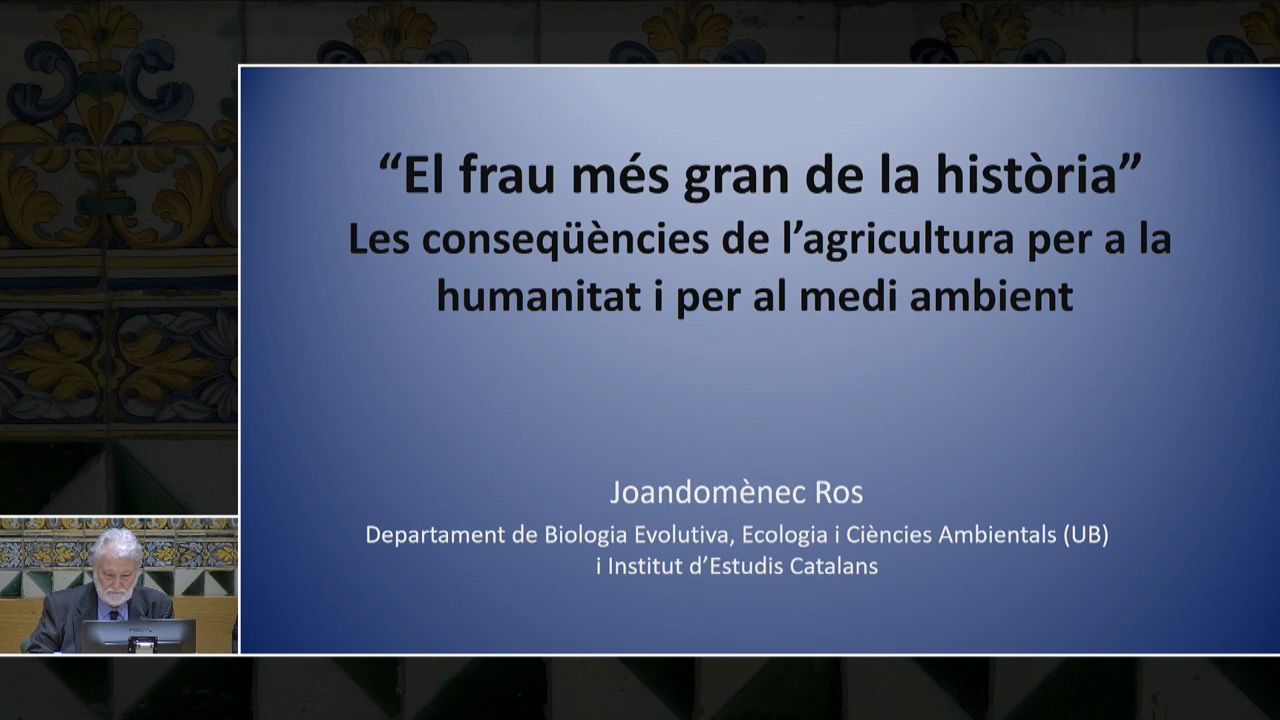 “El frau més gran de la història”
Les conseqüències de l’agricultura per a la
humanitat i per al medi ambient
Joandomènec Ros
Departament de Biologia Evolutiva, Ecologia i Ciències Ambientals (UB)
i Institut d’Estudis Catalans
PHILIPS